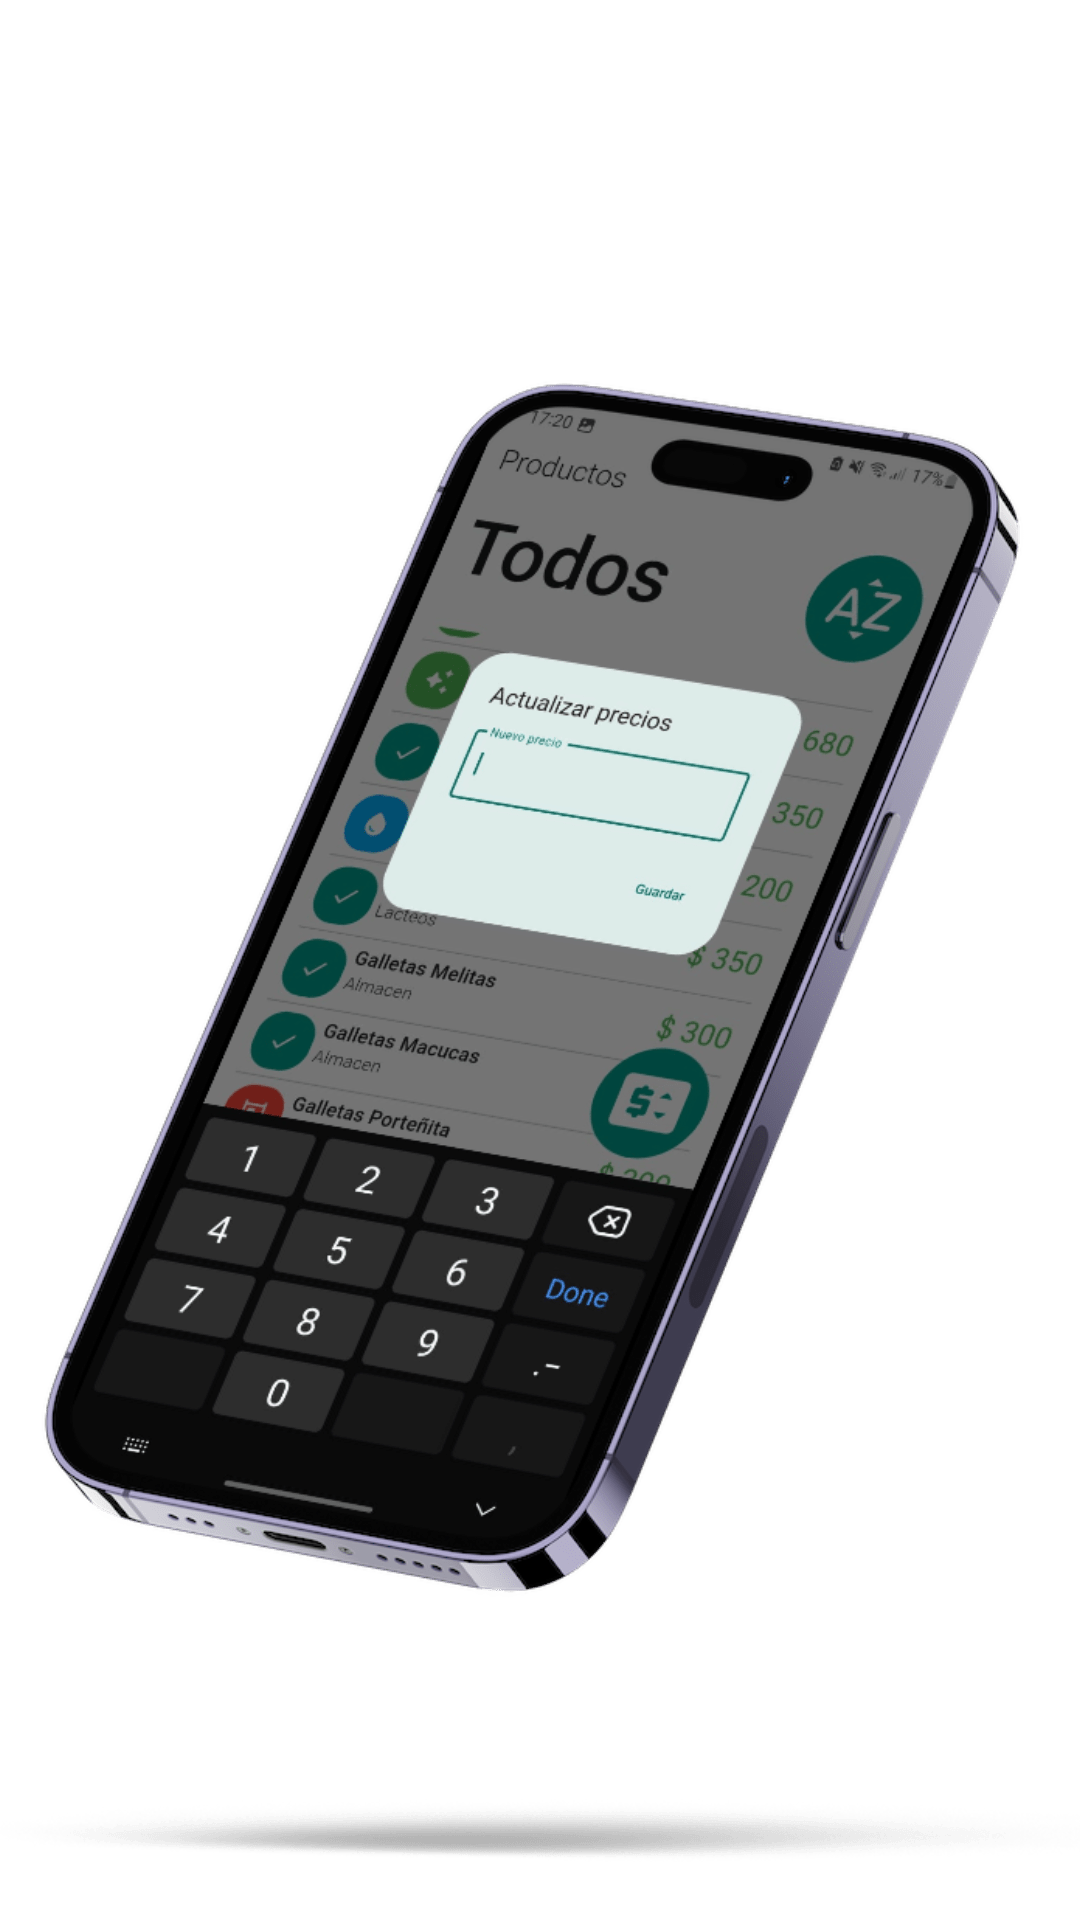 17:20
17%
Productos
Todos
AZ
Actualizar precios
Nuevo precio
680
350
200
Guardar
Lacteos
$ 350
Galletas Melitas
Almacen
$ 300
Galletas Macucas
Almacen
$
Galletas Porteñita
1 2 3
4 5 6 Done
7 8 9 .-
0 ,